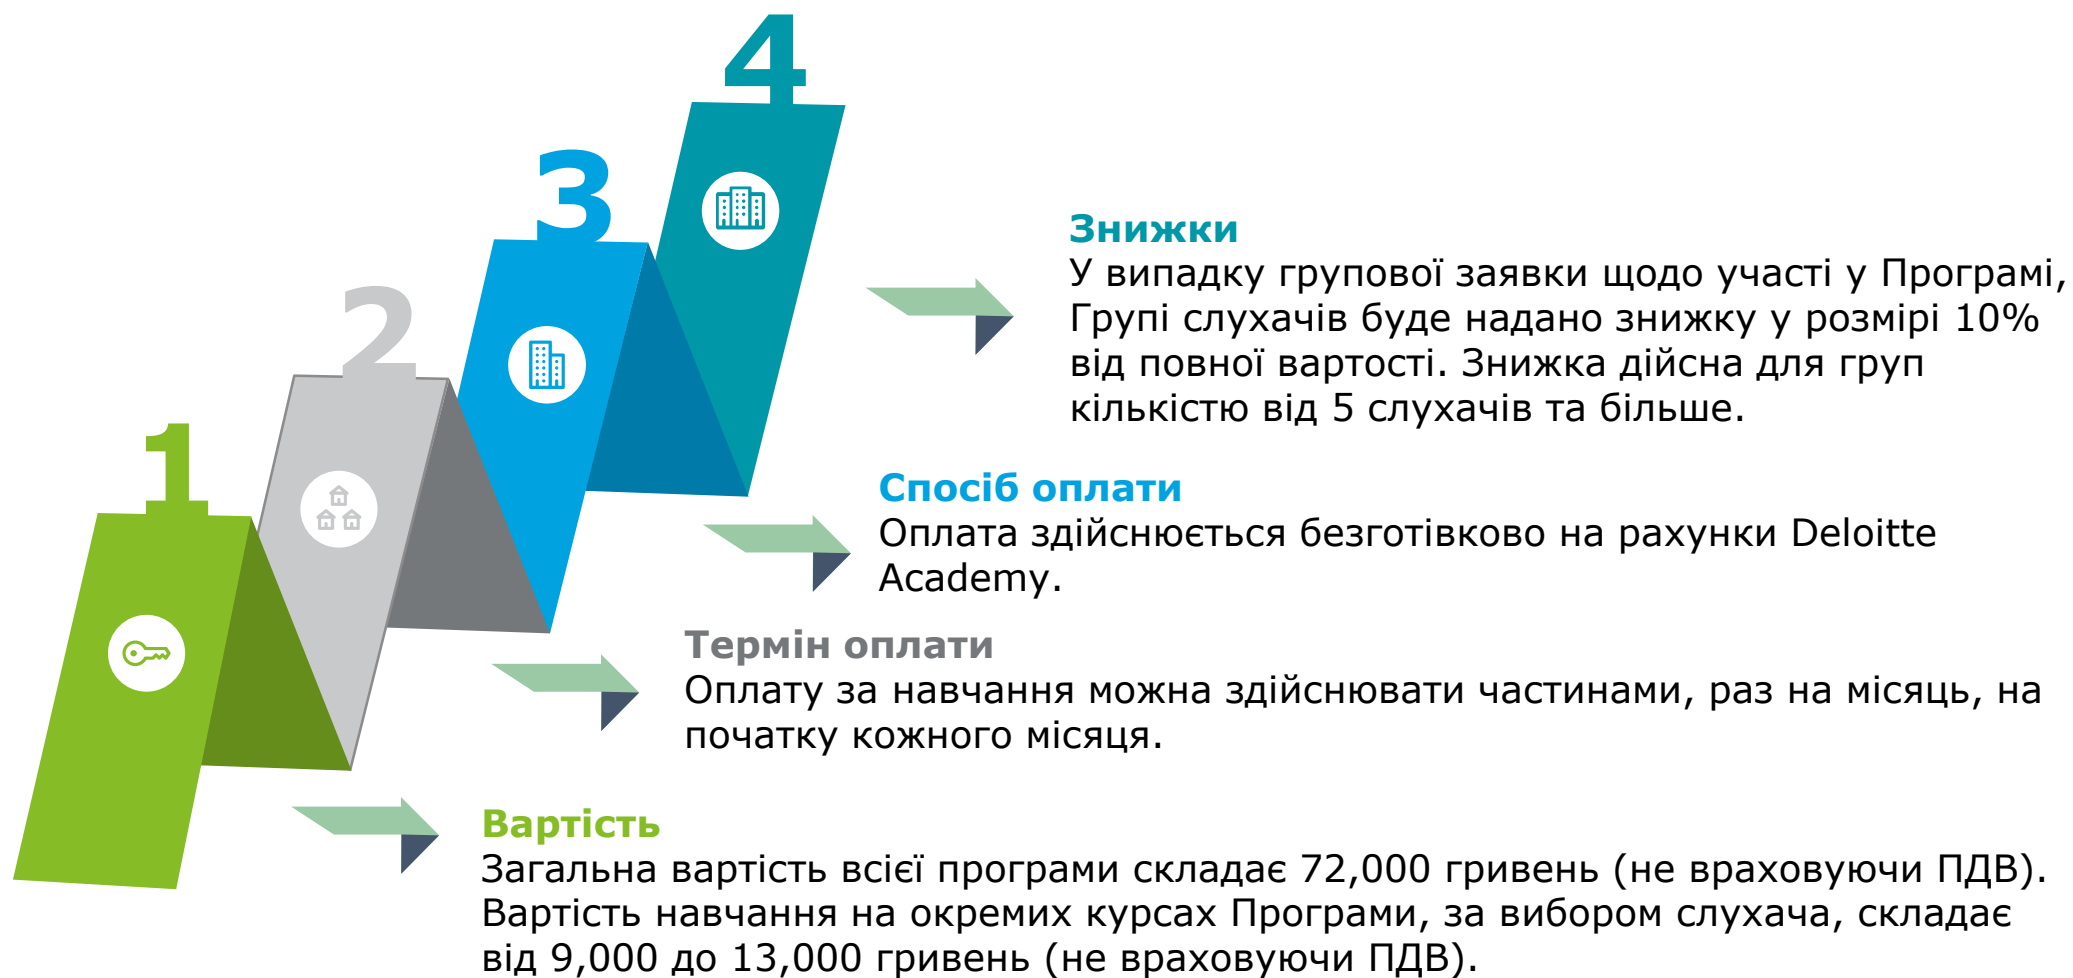 4
3
2
1
Знижки
У випадку групової заявки щодо участі у Програмі,
Групі слухачів буде надано знижку у розмірі 10%
від повної вартості. Знижка дійсна для груп
кількістю від 5 слухачів та більше.
Спосіб оплати
Оплата здійснюється безготівково на рахунки Deloitte
Academy.
Термін оплати
Оплату за навчання можна здійснювати частинами, раз на місяць, на
початку кожного місяця.
Вартість
Загальна вартість всієї програми складає 72,000 гривень (не враховуючи ПДВ).
Вартість навчання на окремих курсах Програми, за вибором слухача, складає
від 9,000 до 13,000 гривень (не враховуючи ПДВ).